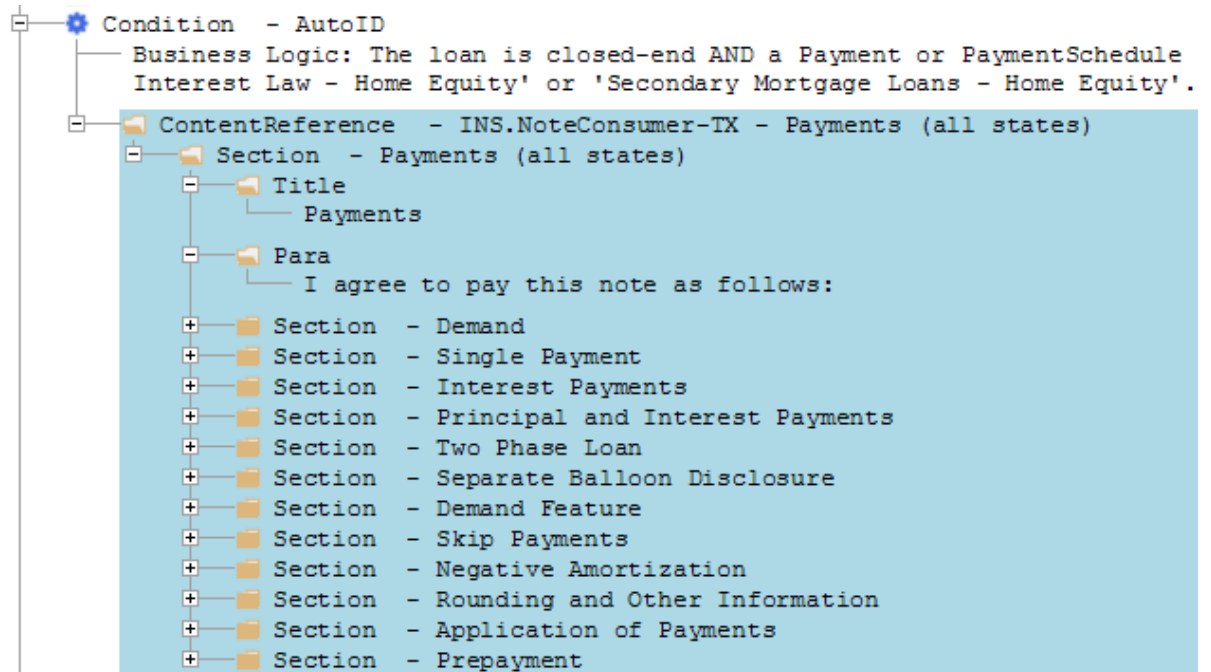 Condition - AutoID
Business Logic: The loan is closed-end AND a Payment or PaymentSchedule
Interest Law - Home Equity' or 'Secondary Mortgage Loans - Home Equity'.
ContentReference - INS.NoteConsumer-TX - Payments (all states)
Section - Payments (all states)
Title
Payments
Para
I agree to pay this note as follows:
Section - Demand
Section - Single Payment
Section - Interest Payments
Section - Principal and Interest Payments
Section - Two Phase Loan
Section - Separate Balloon Disclosure
Section - Demand Feature
Section - Skip Payments
Section - Negative Amortization
Section - Rounding and Other Information
Section - Application of Payments
Section - Prepayment